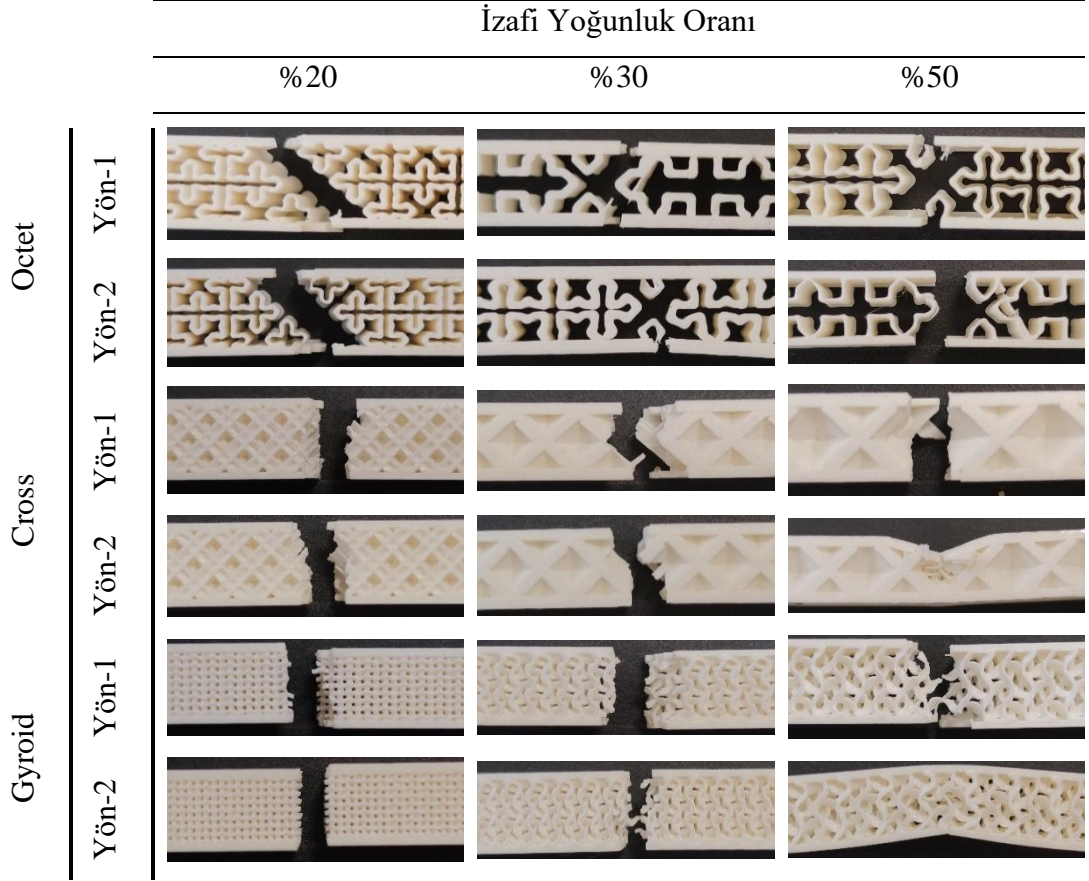 İzafi Yoğunluk Oranı
%20 %30 %50
Octet
Yön-1
Yön-2
Cross
Yön-1
Yön-2
Gyroid
Yön-1
Yön-2